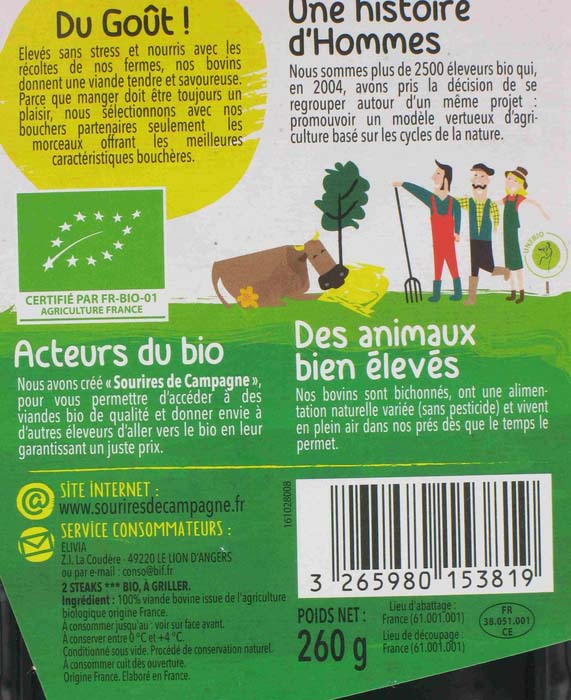 Du Goût !
Elevés sans stress et nourris avec les
récoltes de nos fermes, nos bovins
donnent une viande tendre et savoureuse.
Parce que manger doit être toujours un
plaisir, nous sélectionnons avec nos
bouchers partenaires seulement les
morceaux offrant les meilleures
caractéristiques bouchères.
Une histoire
d'Hommes
Nous sommes plus de 2500 éleveurs bio qui,
en 2004, avons pris la décision de se
regrouper autour d'un même projet :
promouvoir un modèle vertueux d'agri-
culture basé sur les cycles de la nature.
UNEBIO
CERTIFIÉ PAR FR-BIO-01
AGRICULTURE FRANCE
Acteurs du bio
Nous avons créé « Sourires de Campagne »,
pour vous permettre d'accéder à des
viandes bio de qualité et donner envie à
d'autres éleveurs d'aller vers le bio en leur
garantissant un juste prix.
Des animaux
bien élevés
Nos bovins sont bichonnés, ont une alimen-
tation naturelle variée (sans pesticide) et vivent
en plein air dans nos prés dès que le temps le
permet.
@ SITE INTERNET :
www.souriresdecampagne.fr
SERVICE CONSOMMATEURS :
ELIVIA
Z.I. La Coudère - 49220 LE LION D'ANGERS
ou par e-mail : conso@bif.fr
2 STEAKS *** BIO, À GRILLER.
Ingrédient : 100% viande bovine issue de l'agriculture
biologique origine France.
A consommer jusqu'au : voir sur face avant.
A conserver entre 0°C et +4°C.
Conditionné sous vide. Procédé de conservation naturel.
A consommer cuit dès ouverture.
Origine France. Elaboré en France.
161028008
3 265980 153819
POIDS NET :
260 g
Lieu d'abattage :
France (61.001.001)
Lieu de découpage :
France (61.001.001)
FR
38.051.001
CE